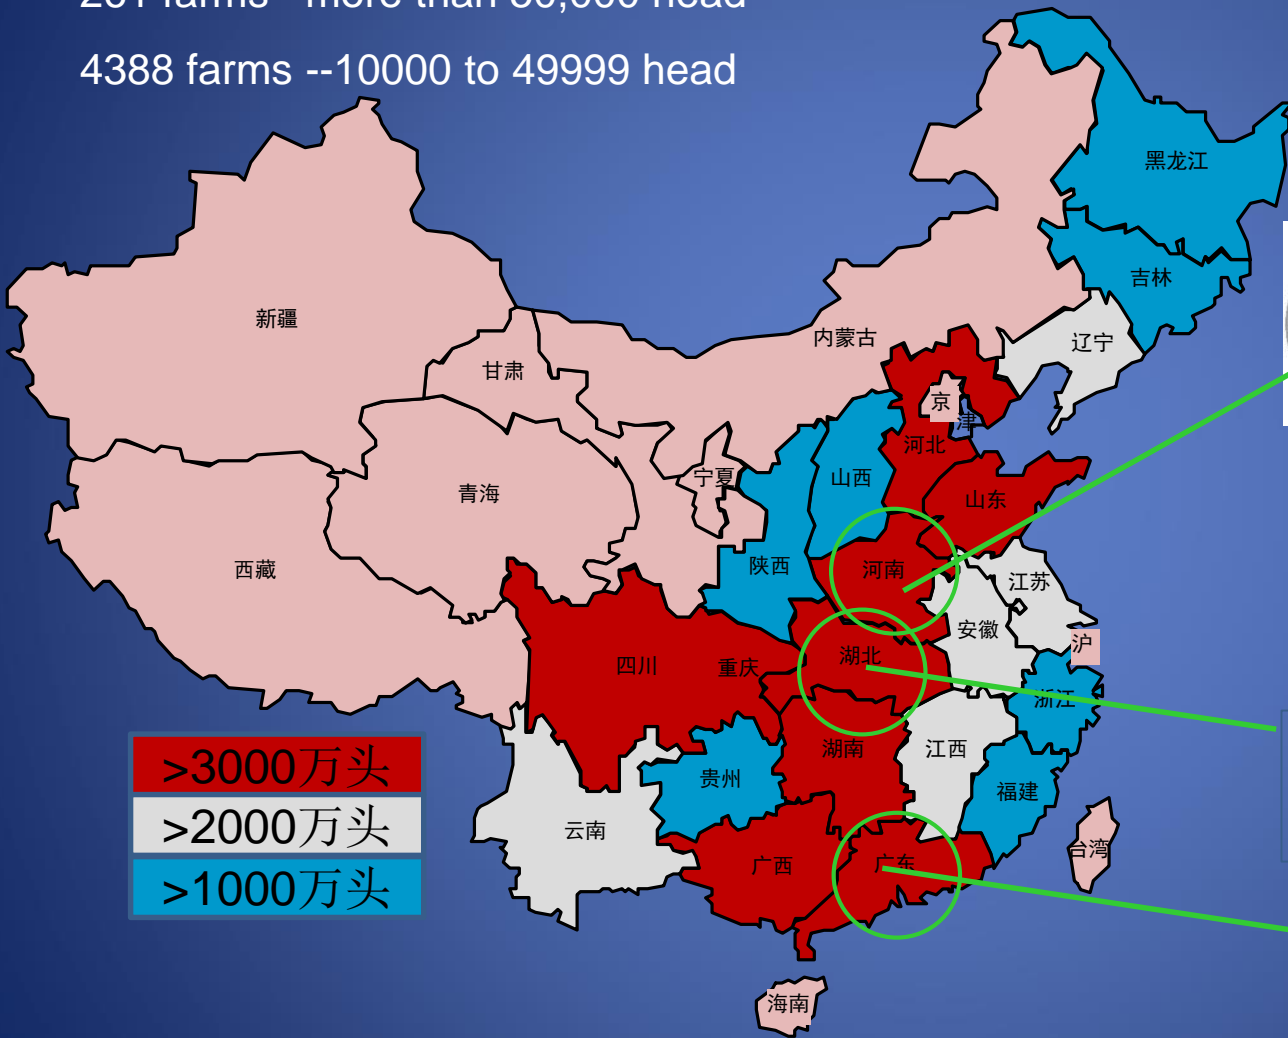 4388 farms --10000 to 49999 head
黑龙江
吉林
辽宁
内蒙古
新疆
甘肃
京
津
河北
宁夏
山西
青海
山东
西藏
陕西
河南
江苏
安徽
沪
四川
重庆
湖北
浙江
湖南
江西
贵州
福建
云南
广西
广东
台湾
海南
>3000万头
>2000万头
>1000万头